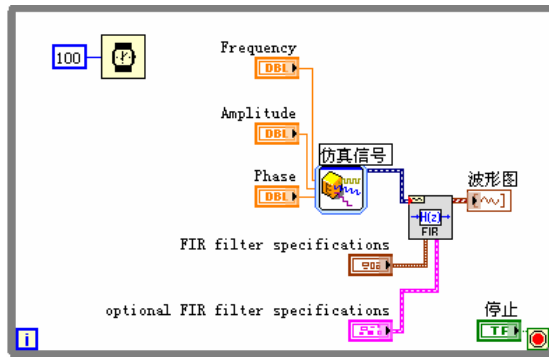 100
Frequency
DBL
Amplitude
DBL
仿真信号
Phase
DBL
波形图
H(z)
FIR
FIR filter specifications
optional FIR filter specifications
停止
TF
i